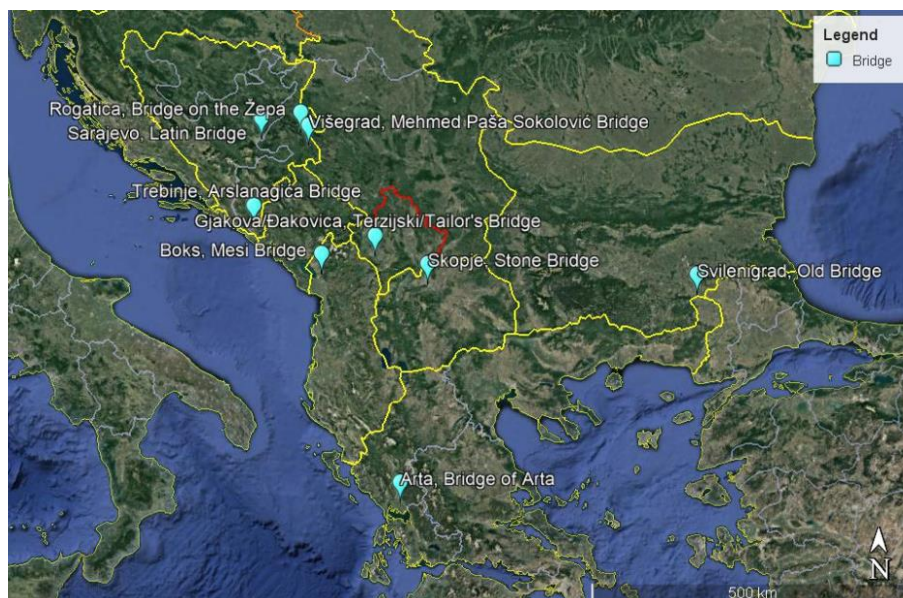 Legend
Bridge
Rogatica, Bridge on the Žepa
Višegrad, Mehmed Paša Sokolović Bridge
Sarajevo, Latin Bridge
Trebinje, Arslanagića Bridge
Gjakova/Đakovica, Terzijski/Tailor's Bridge
Boks, Mesi Bridge
Skopje, Stone Bridge
Svilenigrad, Old Bridge
Arta, Bridge of Arta
N
500 km